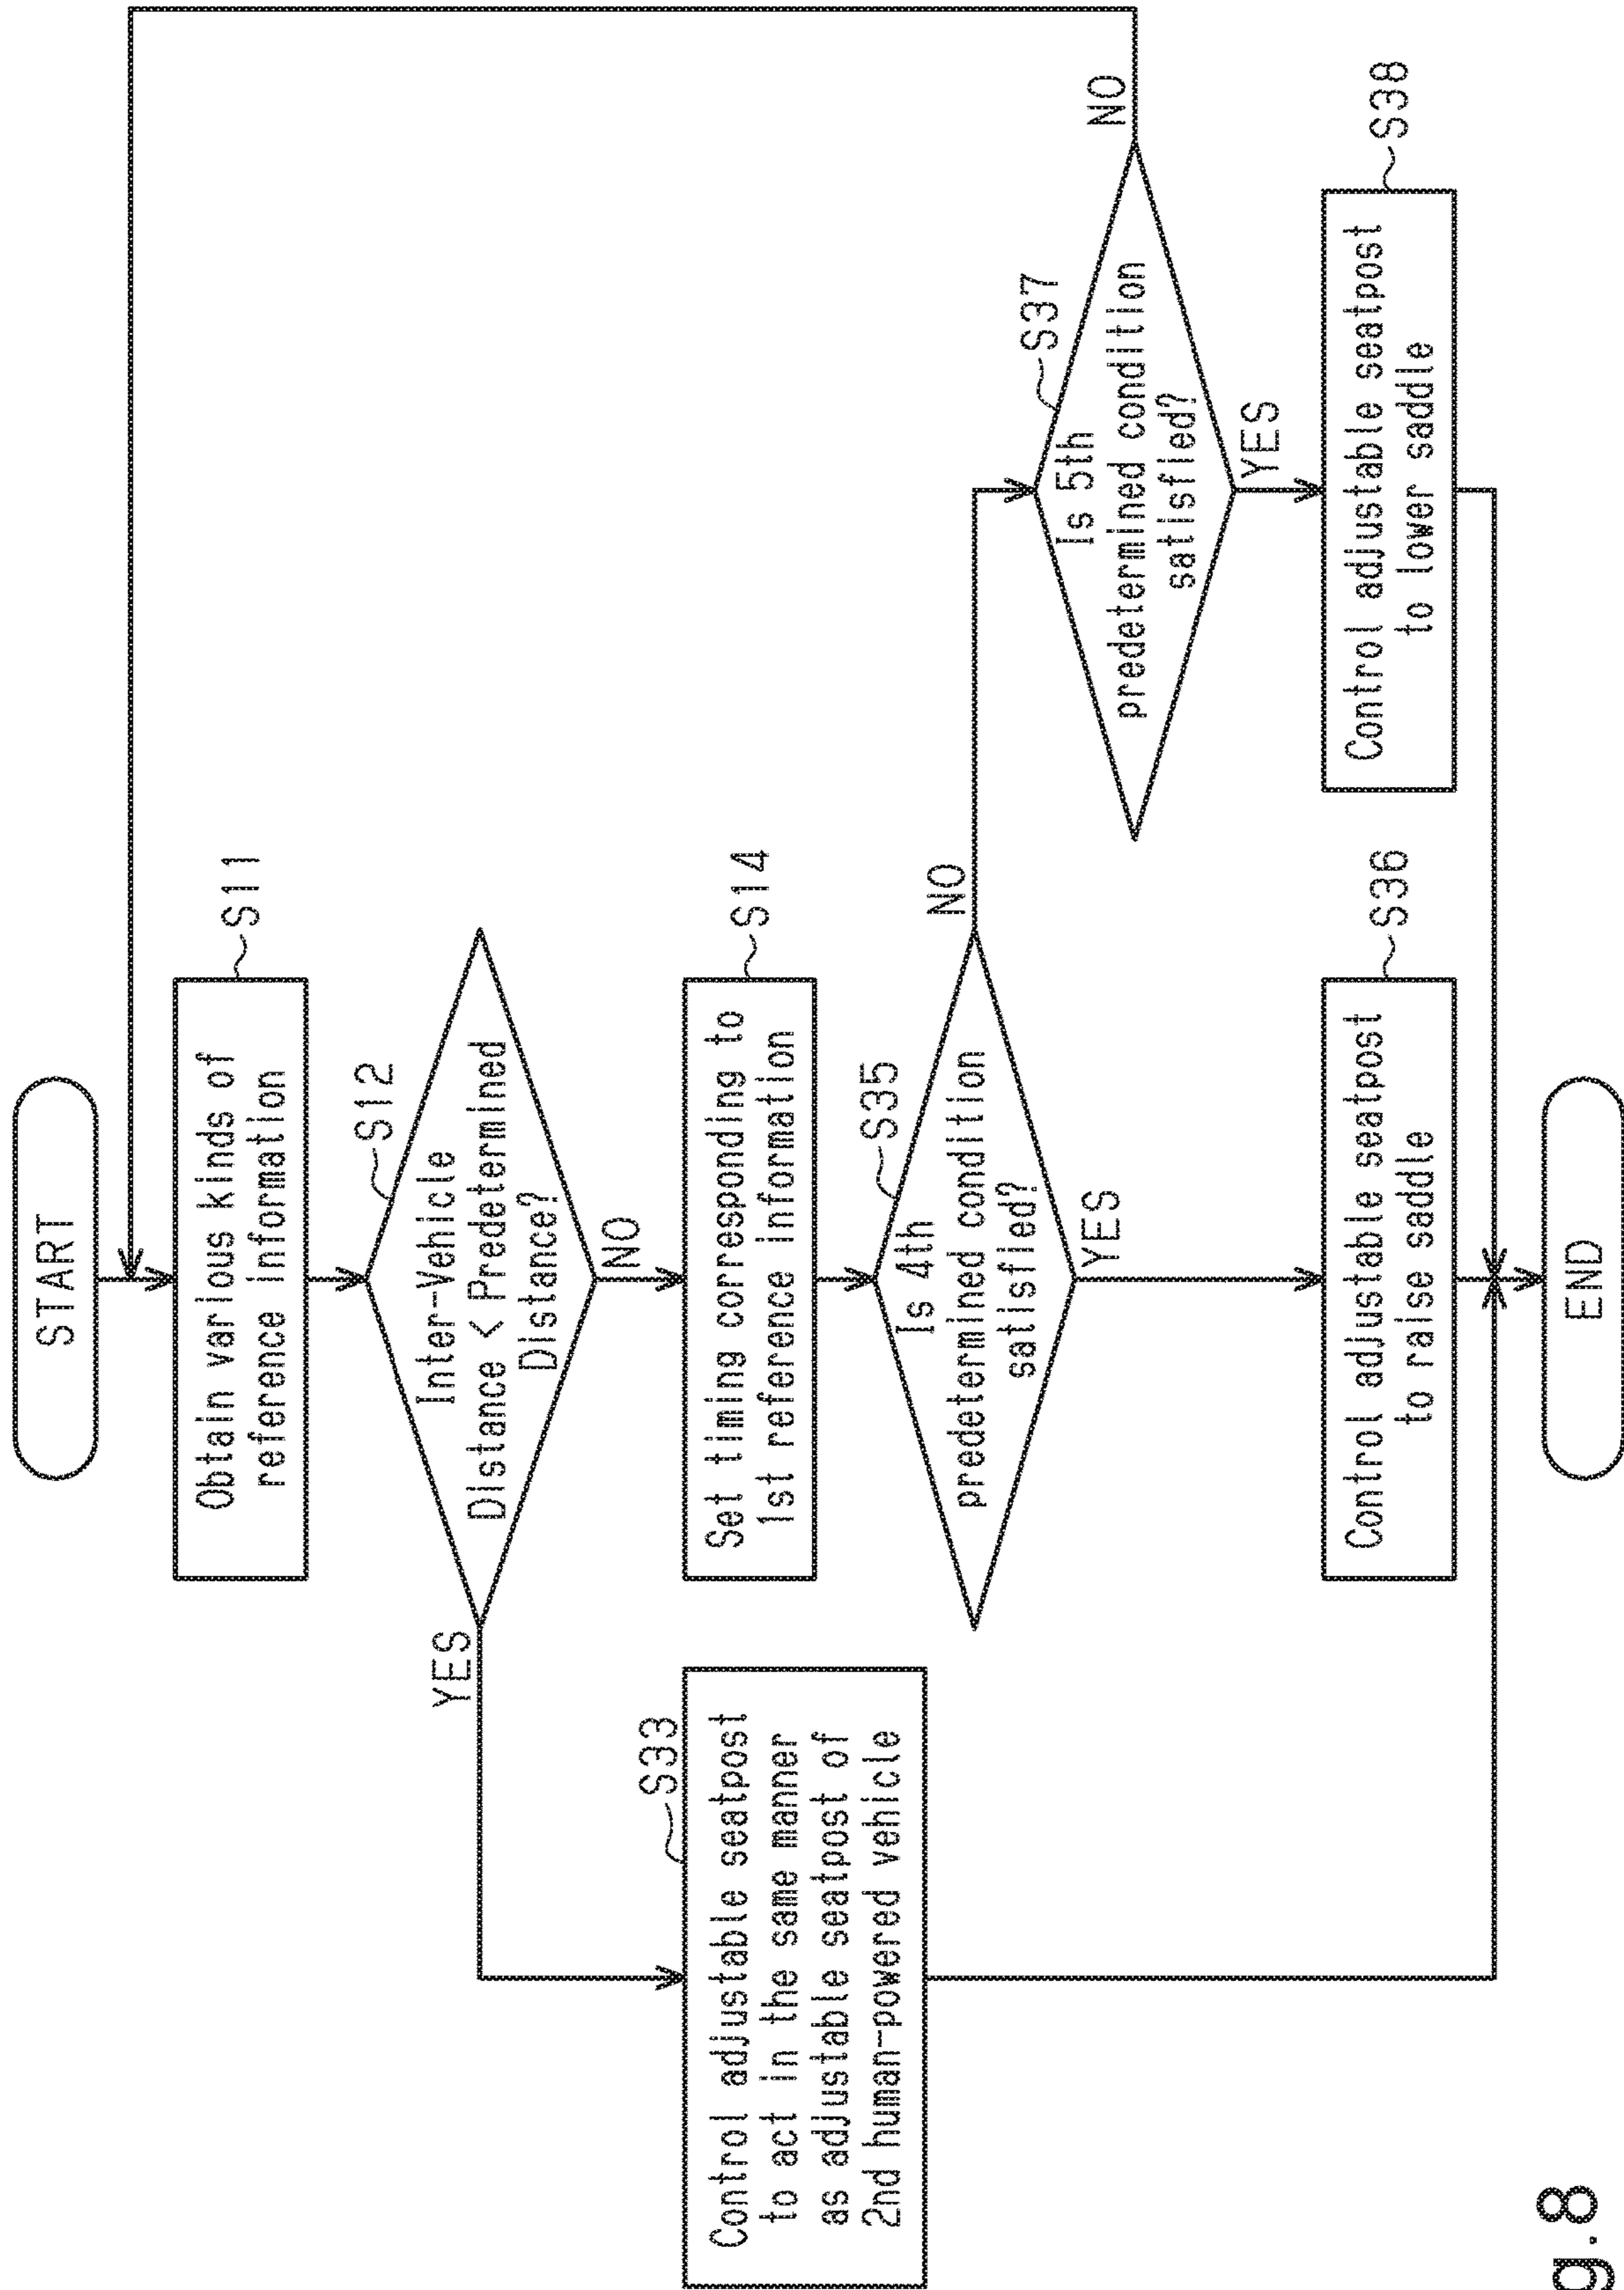 START
Obtain various kinds of
reference information
S11
Inter-Vehicle
Distance < Predetermined
Distance?
S12
YES
NO
Control adjustable seatpost
to act in the same manner
as adjustable seatpost of
2nd human-powered vehicle
S33
Set timing corresponding to
1st reference information
S14
Is 4th
predetermined condition
satisfied?
S35
NO
YES
Is 5th
predetermined condition
satisfied?
S37
NO
YES
Control adjustable seatpost
to raise saddle
S36
Control adjustable seatpost
to lower saddle
S38
END
g.8